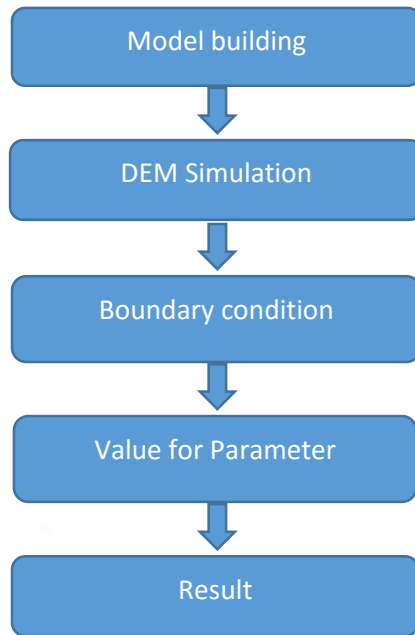 Model building
DEM Simulation
Boundary condition
Value for Parameter
Result